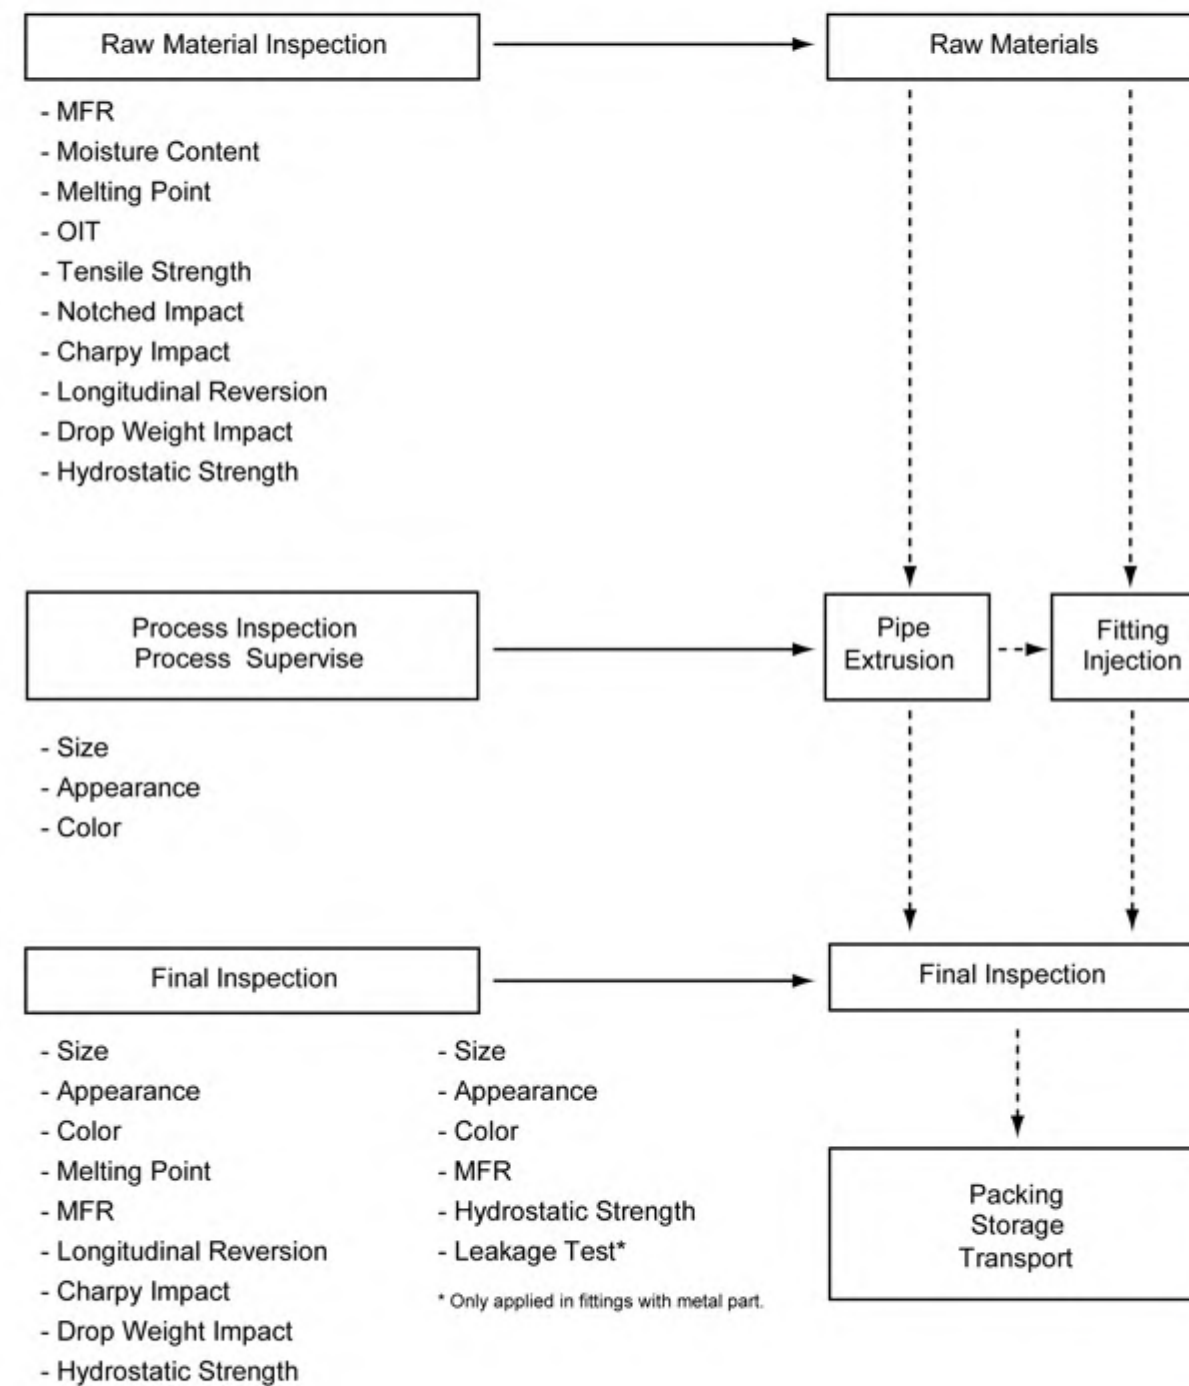 Raw Material Inspection
Raw Materials
- MFR
- Moisture Content
- Melting Point
- OIT
- Tensile Strength
- Notched Impact
- Charpy Impact
- Longitudinal Reversion
- Drop Weight Impact
- Hydrostatic Strength
Process Inspection
Process Supervise
Pipe
Extrusion
Fitting
Injection
- Size
- Appearance
- Color
Final Inspection
Final Inspection
- Size
- Appearance
- Color
- Melting Point
- MFR
- Longitudinal Reversion
- Charpy Impact
- Drop Weight Impact
- Hydrostatic Strength
- Size
- Appearance
- Color
- MFR
- Hydrostatic Strength
- Leakage Test*
* Only applied in fittings with metal part.
Packing
Storage
Transport